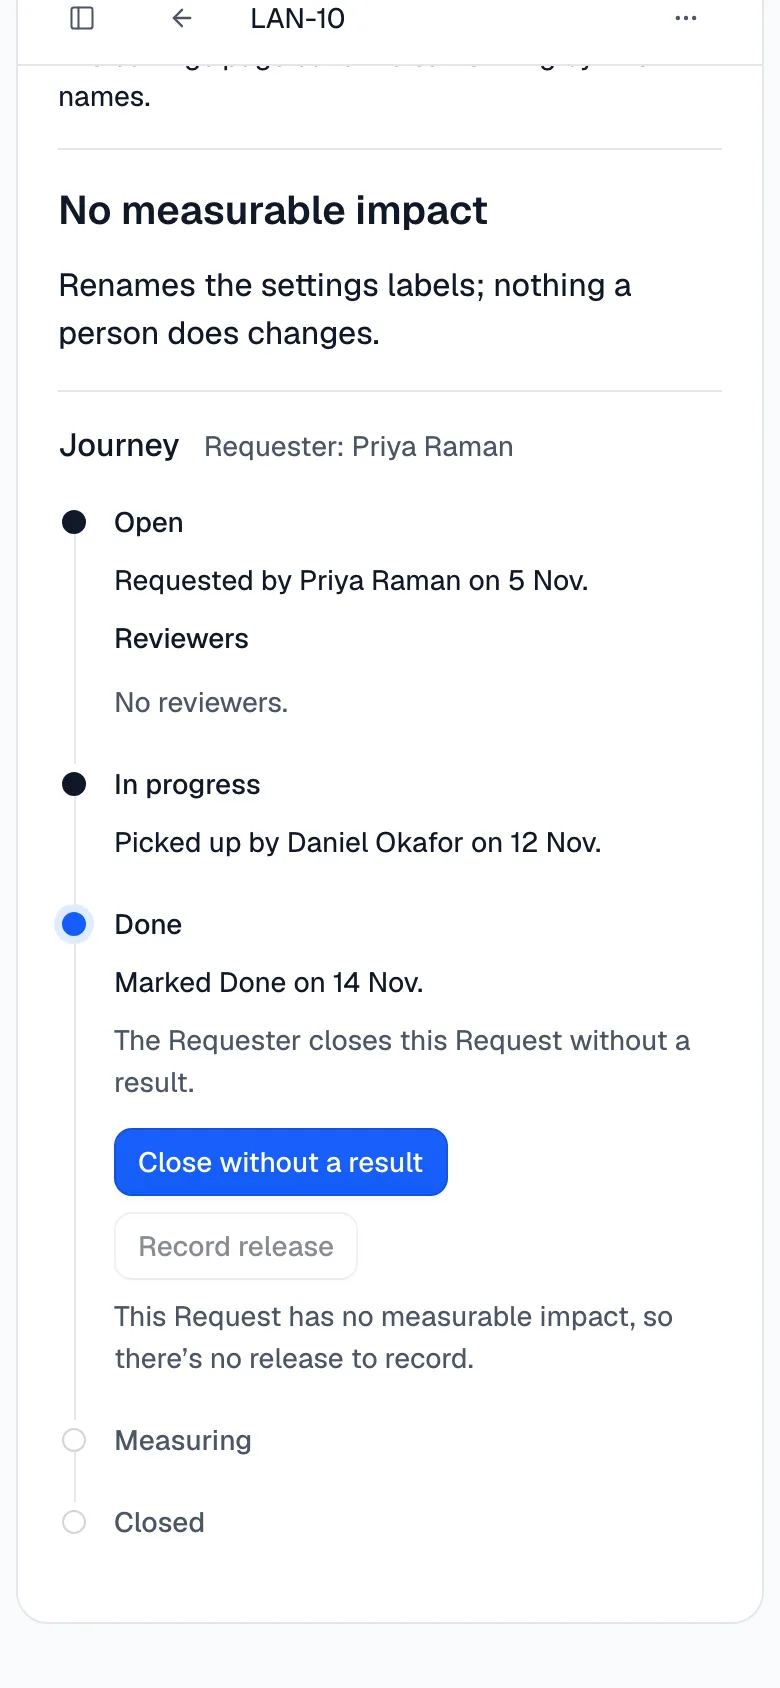 LAN-10
names.
No measurable impact
Renames the settings labels; nothing a
person does changes.
Journey Requester: Priya Raman
Open
Requested by Priya Raman on 5 Nov.
Reviewers
No reviewers.
In progress
Picked up by Daniel Okafor on 12 Nov.
Done
Marked Done on 14 Nov.
The Requester closes this Request without a
result.
Close without a result
Record release
This Request has no measurable impact, so
there’s no release to record.
Measuring
Closed